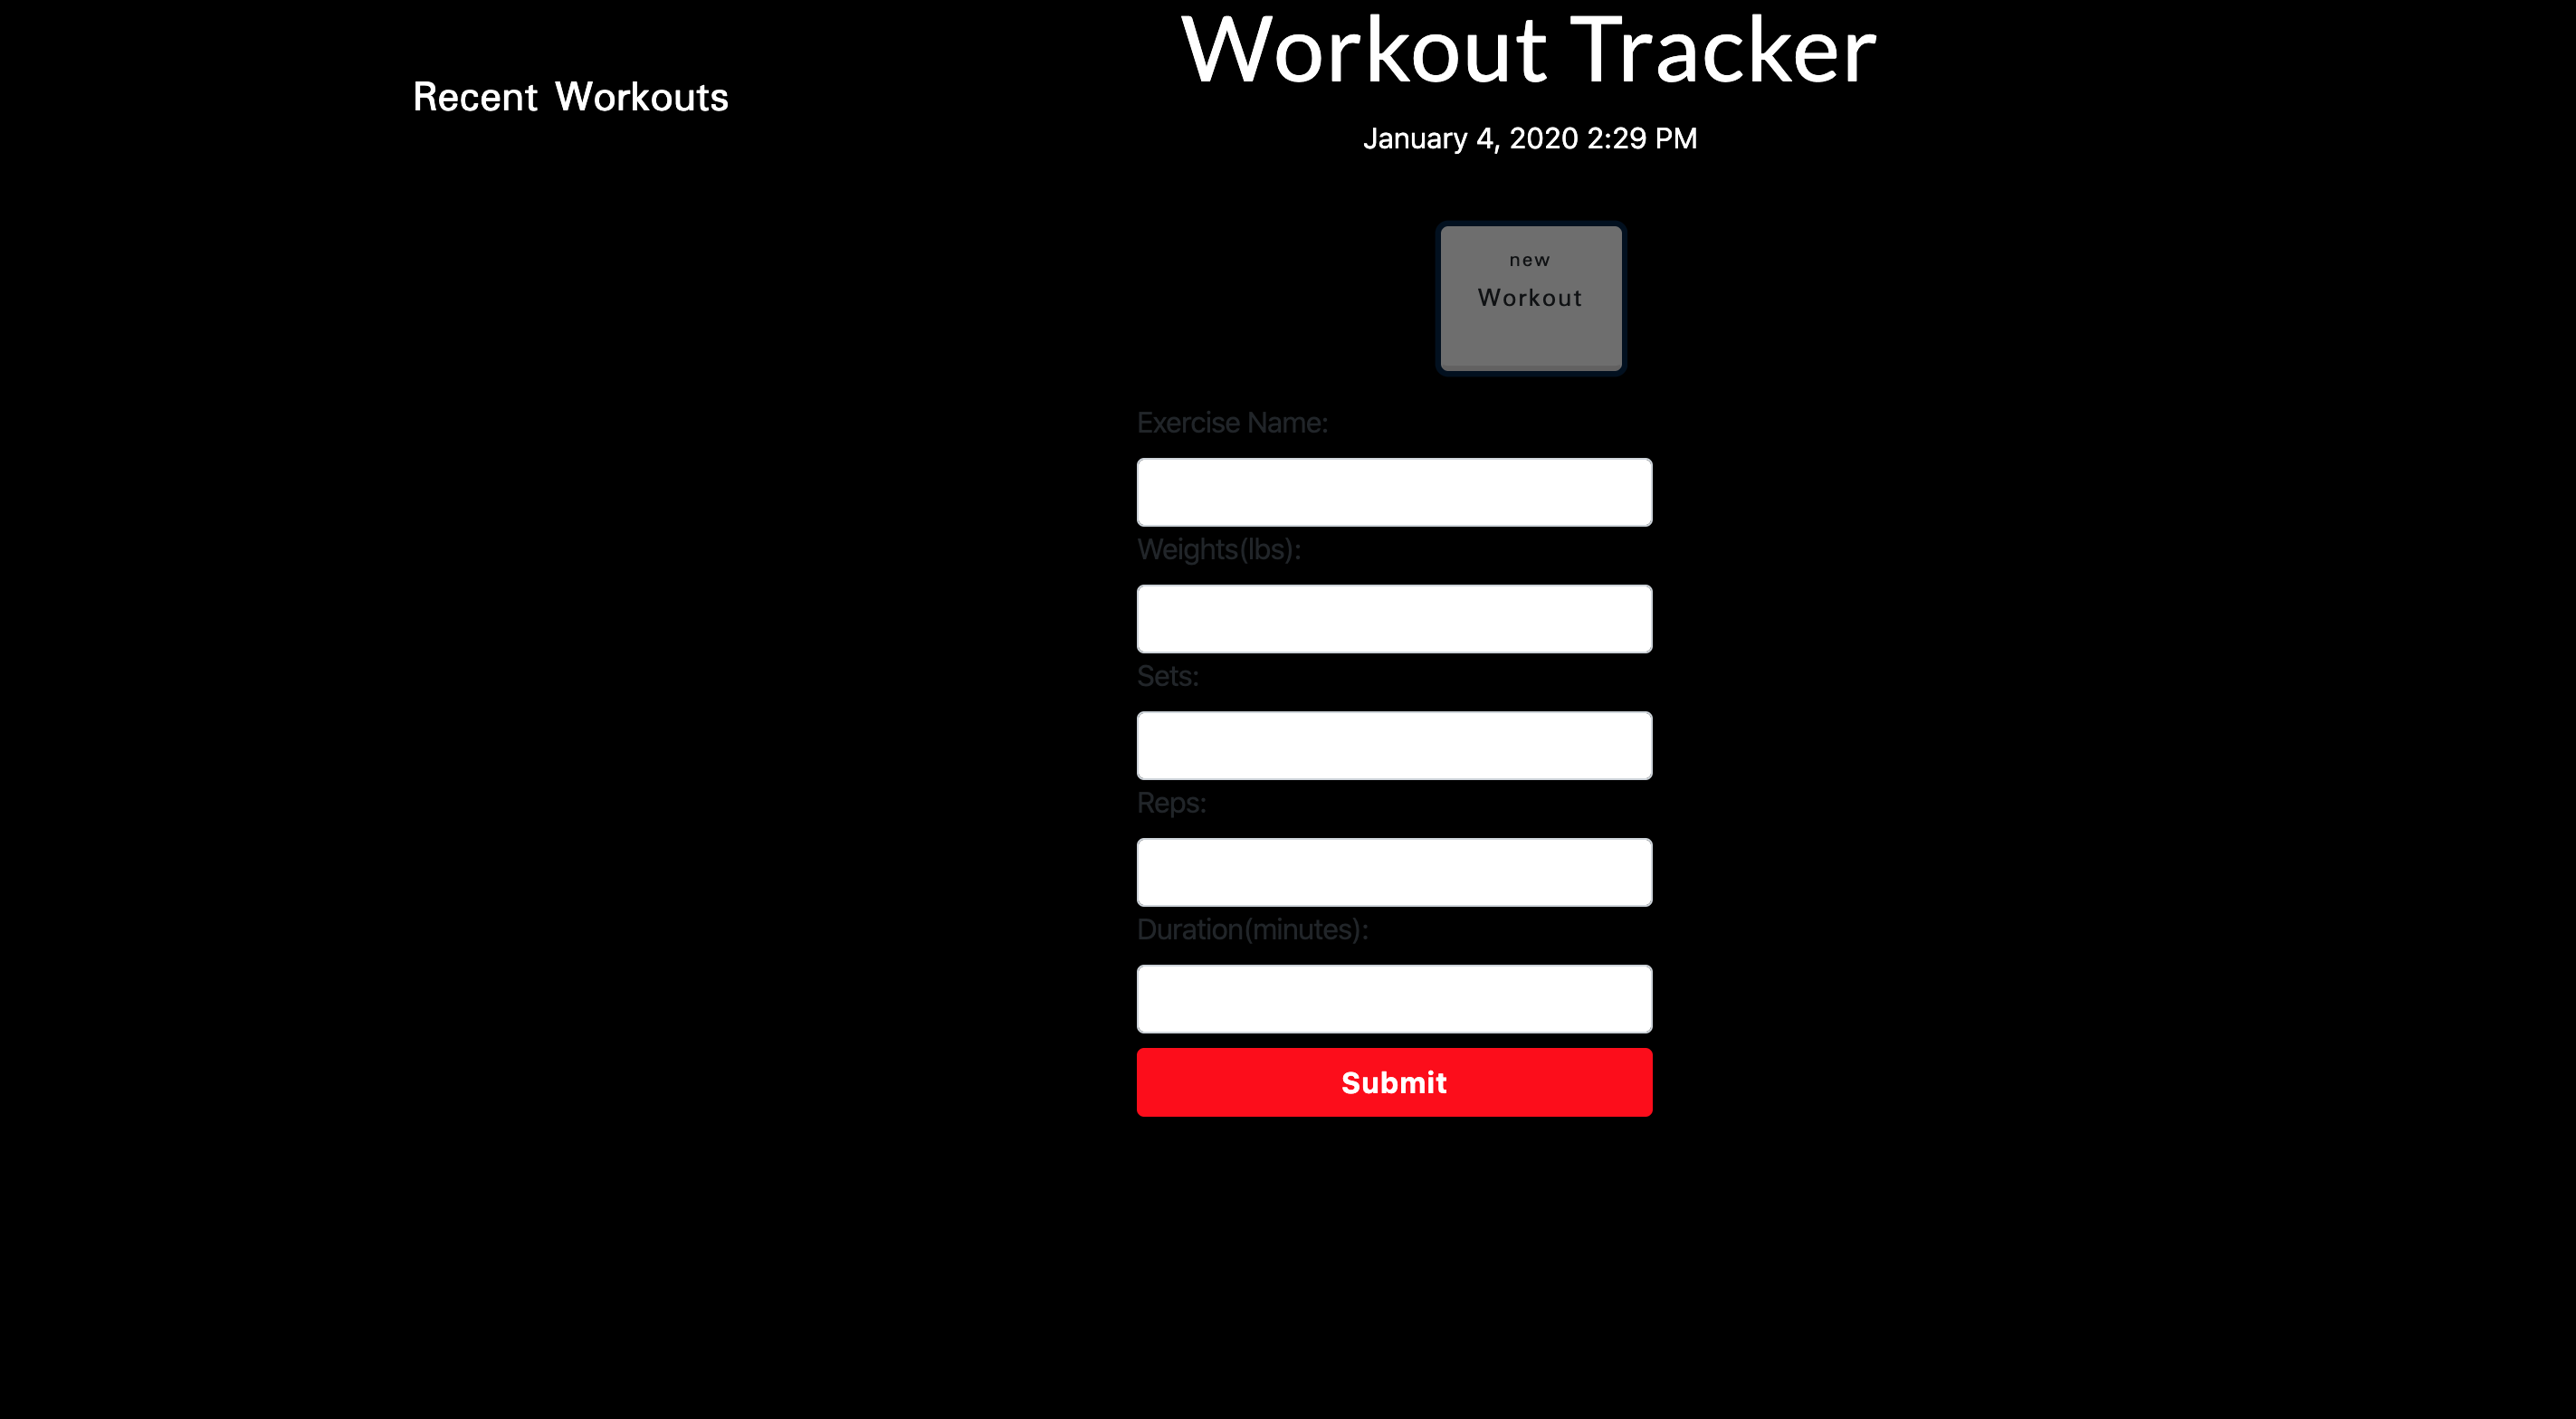 Workout Tracker
Recent Workouts
January 4, 2020 2:29 PM
new
Workout
Exercise Name:
Weights(lbs):
Sets:
Reps:
Duration(minutes):
Submit